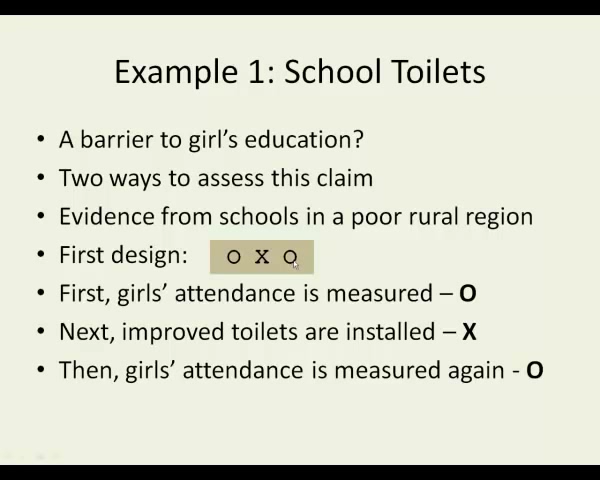 Example 1: School Toilets
• A barrier to girl's education?
• Two ways to assess this claim
• Evidence from schools in a poor rural region
• First design: O X O
• First, girls' attendance is measured – O
• Next, improved toilets are installed – X
• Then, girls' attendance is measured again - O